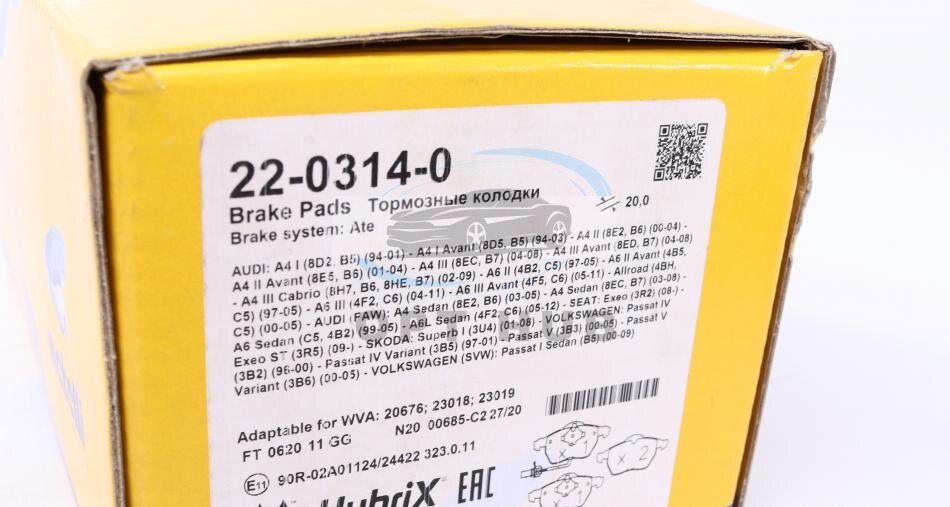 22-0314-0
Brake Pads Тормозные колодки
20,0
Brake system: Ate
AUDI: A4 I (8D2, B5) (94-01) - A4 I Avant (8D5, B5) (94-03) - A4 II (8E2, B6) (00-04) -
A4 II Avant (8E5, B6) (01-04) - A4 III (8EC, B7) (04-08) - A4 III Avant (8ED, B7) (04-08)
- A4 III Cabrio (8H7, B6, 8HE, B7) (02-09) - A6 II (4B2, C5) (97-05) - A6 II Avant (4B5,
C5) (97-05) - A6 III (4F2, C6) (04-11) - A6 III Avant (4F5, C6) (05-11) - Allroad (4BH,
C5) (00-05) - AUDI (FAW): A4 Sedan (8E2, B6) (03-05) - A4 Sedan (8EC, B7) (03-08) -
A6 Sedan (C5, 4B2) (99-05) - A6L Sedan (4F2, C6) (05-12) - SEAT: Exeo (3R2) (08-) -
Exeo ST (3R5) (09-) - SKODA: Superb I (3U4) (01-08) - VOLKSWAGEN: Passat IV
(3B2) (96-00) - Passat IV Variant (3B5) (97-01) - Passat V (3B3) (00-05) - Passat V
Variant (3B6) (00-05) - VOLKSWAGEN (SVW): Passat I Sedan (B5) (00-09)
Adaptable for WVA: 20676; 23018; 23019
FT 0620 11 GG N20 00685-C2 27/20
E11 90R-02A01124/24422 323.0.11
x 1
x 2
HybriX EAC